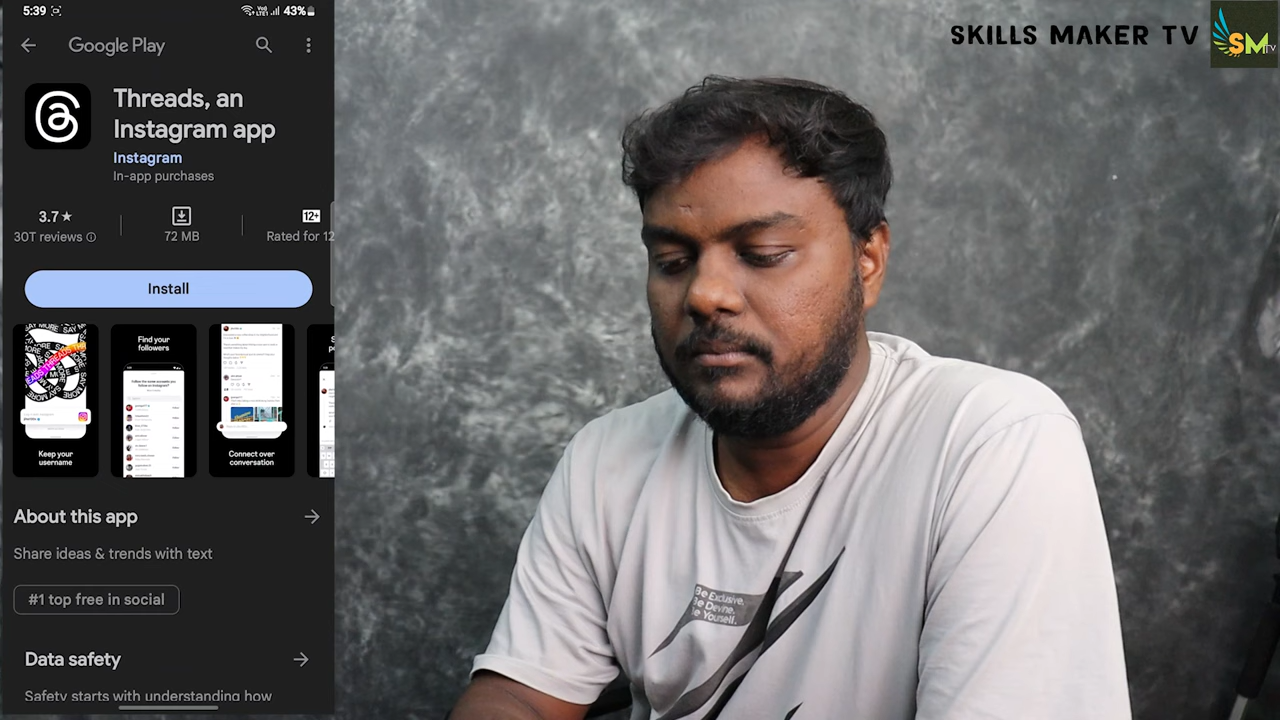 5:39
43%
SKILLS MAKER TV
SM TV
Google Play
Threads, an
Instagram app
Instagram
In-app purchases
3.7★
30T reviews
72 MB
12+
Rated for 12
Install
Find your
followers
Keep your
username
Connect over
conversation
About this app
Share ideas & trends with text
#1 top free in social
Data safety
Safety starts with understanding how
Be Exclusive.
Be Devine.
Be Yourself.